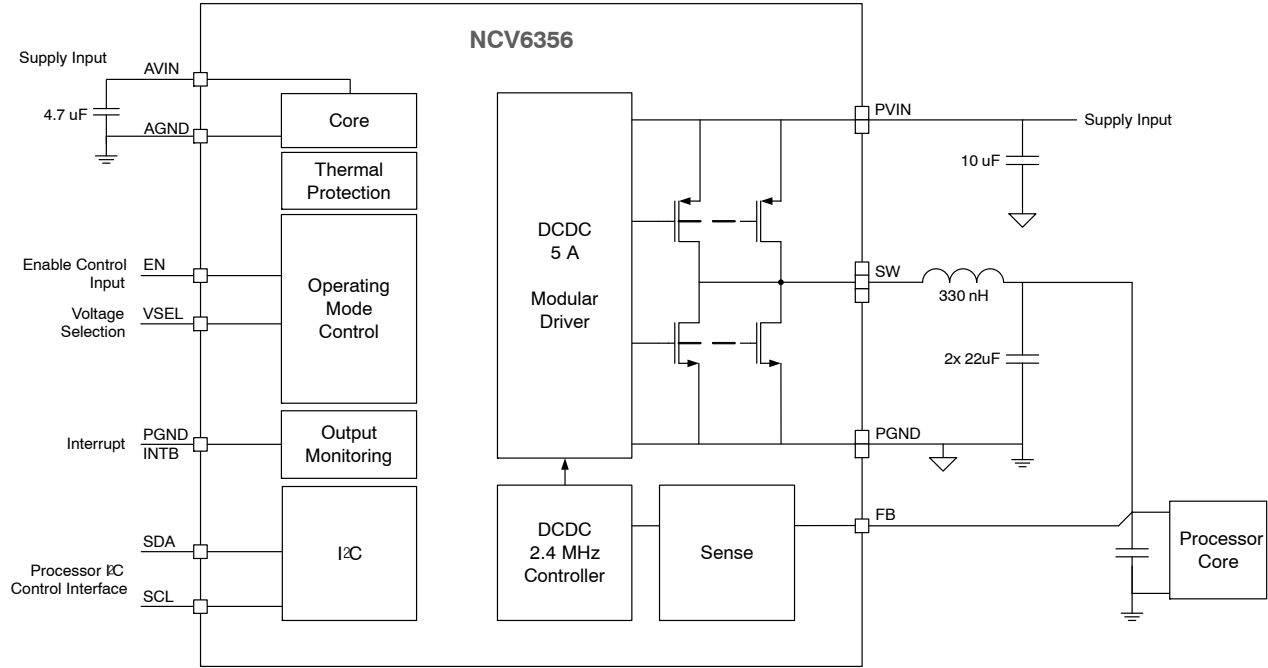 NCV6356
Supply Input
AVIN
4.7 uF
AGND
Core
Thermal
Protection
Enable Control
Input
EN
Voltage
Selection
VSEL
Operating
Mode
Control
Interrupt
PGND
INTB
Output
Monitoring
SDA
Processor I2C
Control Interface
SCL
I2C
DCDC
5 A
Modular
Driver
DCDC
2.4 MHz
Controller
Sense
PVIN
Supply Input
10 uF
SW
330 nH
2x 22uF
PGND
FB
Processor
Core